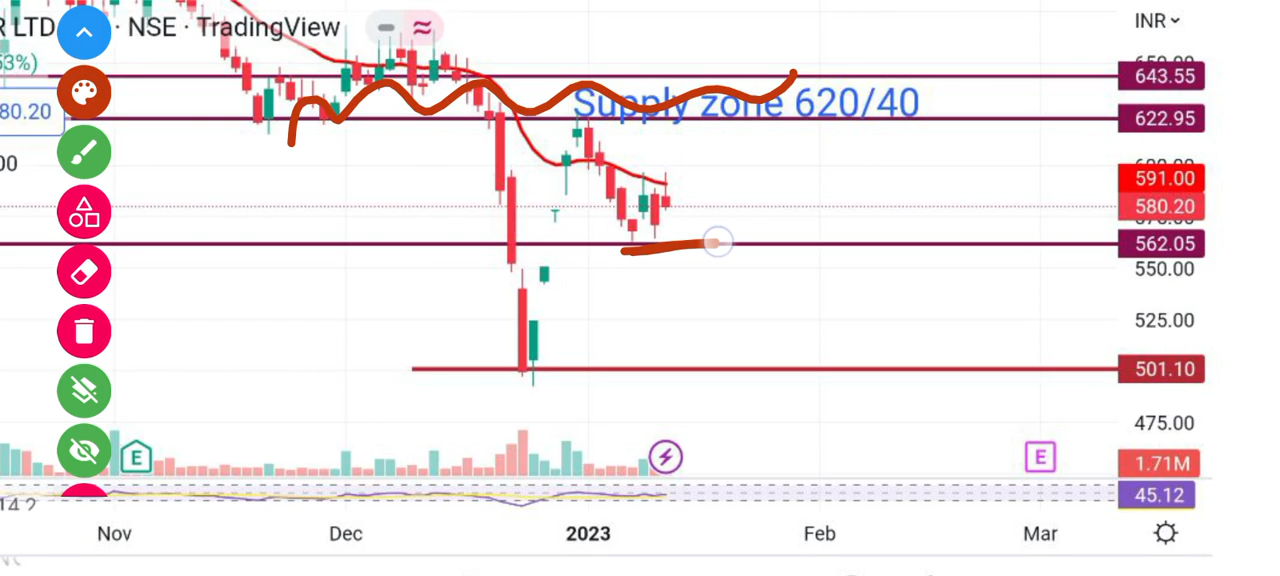 R LTD · NSE · TradingView
INR
53%)
643.55
80.20
Supply zone 620/40
622.95
00
591.00
580.20
562.05
550.00
525.00
501.10
475.00
E
E
1.71M
45.12
14 2
Nov
Dec
2023
Feb
Mar